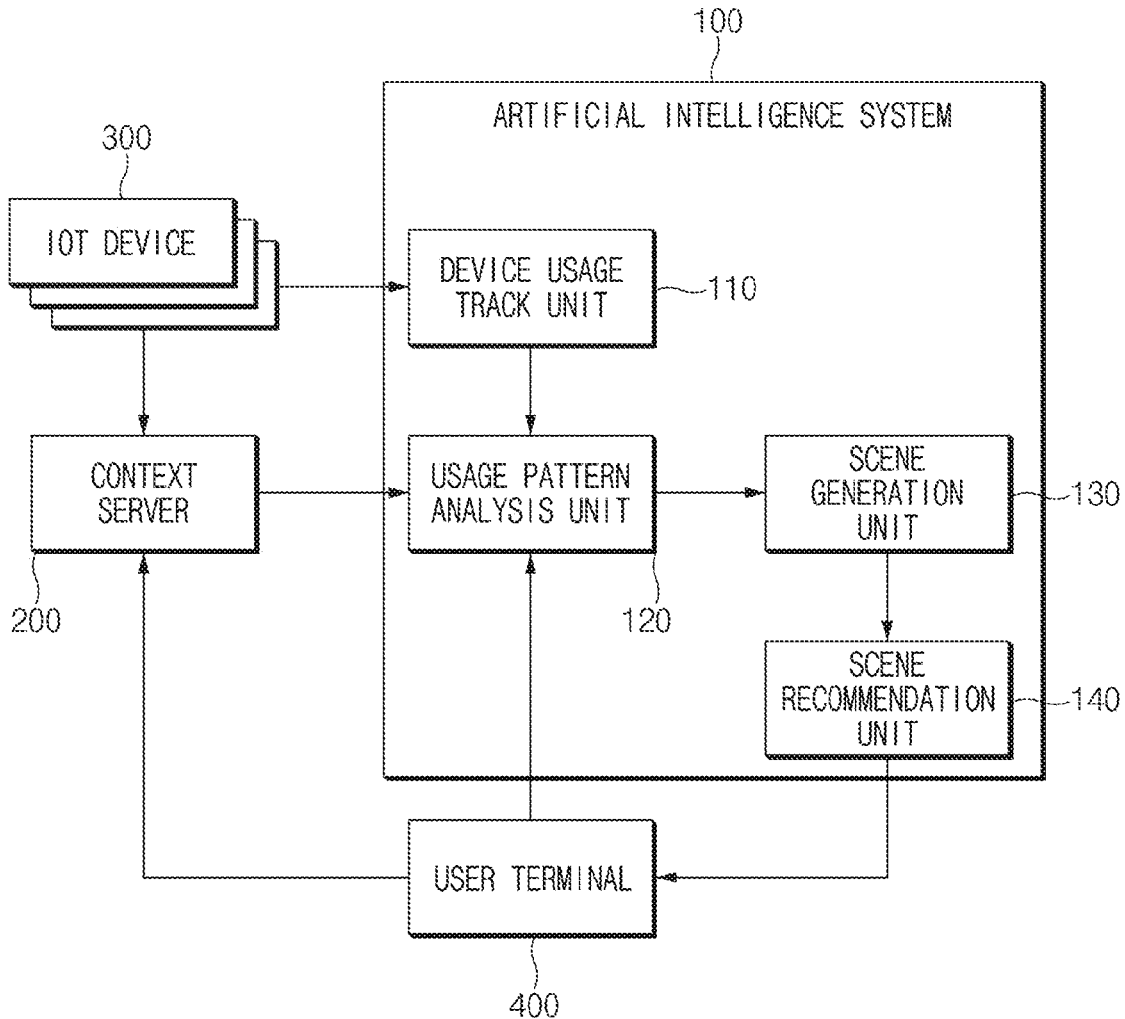 100
ARTIFICIAL INTELLIGENCE SYSTEM
300
IOT DEVICE
DEVICE USAGE
TRACK UNIT
110
CONTEXT
SERVER
200
USAGE PATTERN
ANALYSIS UNIT
120
SCENE
GENERATION
UNIT
130
SCENE
RECOMMENDATION
UNIT
140
USER TERMINAL
400